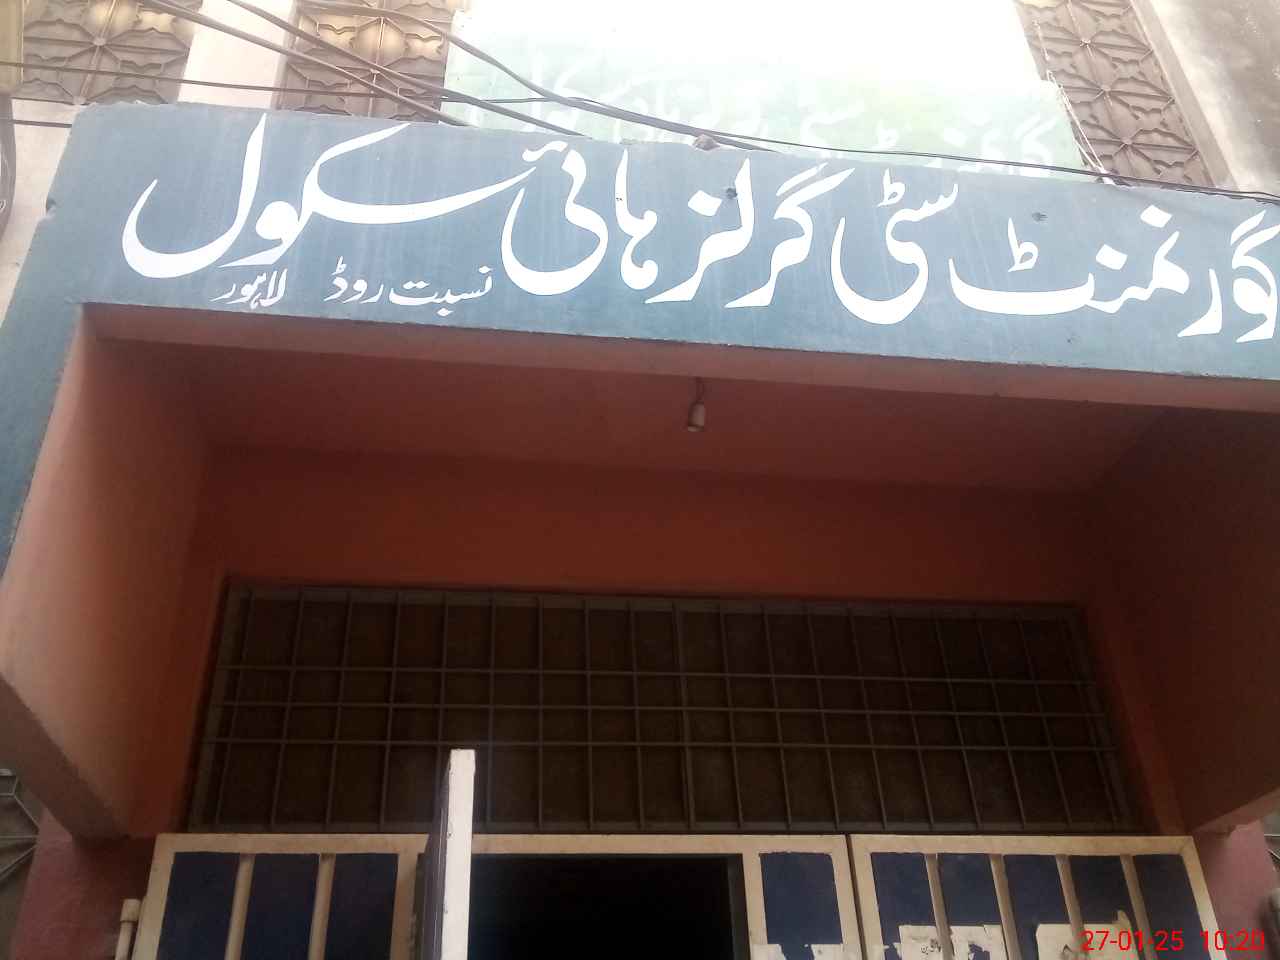 گورنمنٹ سٹی گرلز ہائی سکول
نسبت روڈ لاہور
27-01-25 10:20